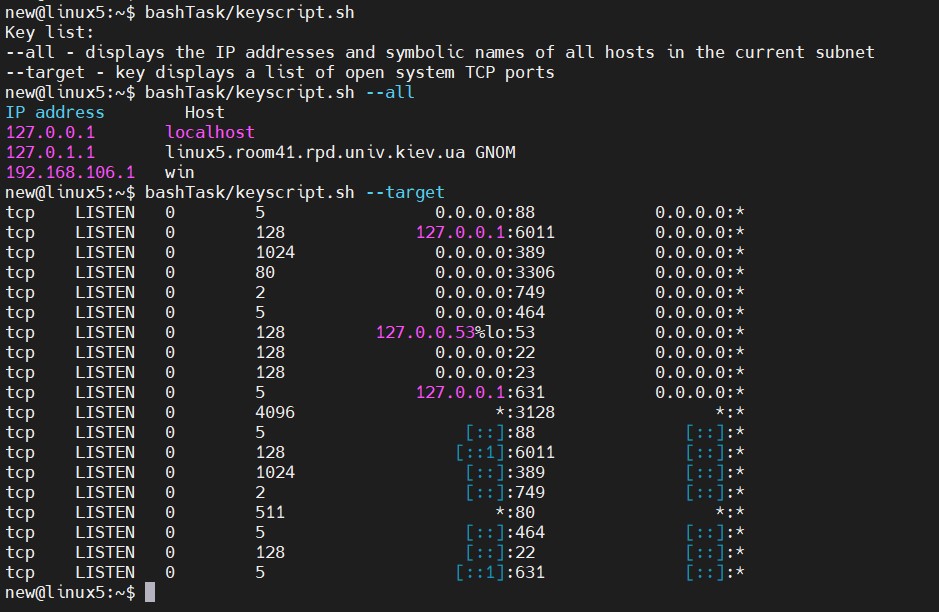 new@linux5:~$ bashTask/keyscript.sh
Key list:
--all - displays the IP addresses and symbolic names of all hosts in the current subnet
--target - key displays a list of open system TCP ports
new@linux5:~$ bashTask/keyscript.sh --all
IP address        Host
127.0.0.1       localhost
127.0.1.1       linux5.room41.rpd.univ.kiev.ua GNOM
192.168.106.1   win
new@linux5:~$ bashTask/keyscript.sh --target
tcp    LISTEN   0        5                 0.0.0.0:88            0.0.0.0:*
tcp    LISTEN   0        128             127.0.0.1:6011          0.0.0.0:*
tcp    LISTEN   0        1024              0.0.0.0:389           0.0.0.0:*
tcp    LISTEN   0        80                0.0.0.0:3306          0.0.0.0:*
tcp    LISTEN   0        2                 0.0.0.0:749           0.0.0.0:*
tcp    LISTEN   0        5                 0.0.0.0:464           0.0.0.0:*
tcp    LISTEN   0        128         127.0.0.53%lo:53            0.0.0.0:*
tcp    LISTEN   0        128               0.0.0.0:22            0.0.0.0:*
tcp    LISTEN   0        128               0.0.0.0:23            0.0.0.0:*
tcp    LISTEN   0        5               127.0.0.1:631           0.0.0.0:*
tcp    LISTEN   0        4096                    *:3128                *:*
tcp    LISTEN   0        5                    [::]:88               [::]:*
tcp    LISTEN   0        128                 [::1]:6011             [::]:*
tcp    LISTEN   0        1024                 [::]:389              [::]:*
tcp    LISTEN   0        2                    [::]:749              [::]:*
tcp    LISTEN   0        511                     *:80                  *:*
tcp    LISTEN   0        5                    [::]:464              [::]:*
tcp    LISTEN   0        128                  [::]:22               [::]:*
tcp    LISTEN   0        5                   [::1]:631              [::]:*
new@linux5:~$